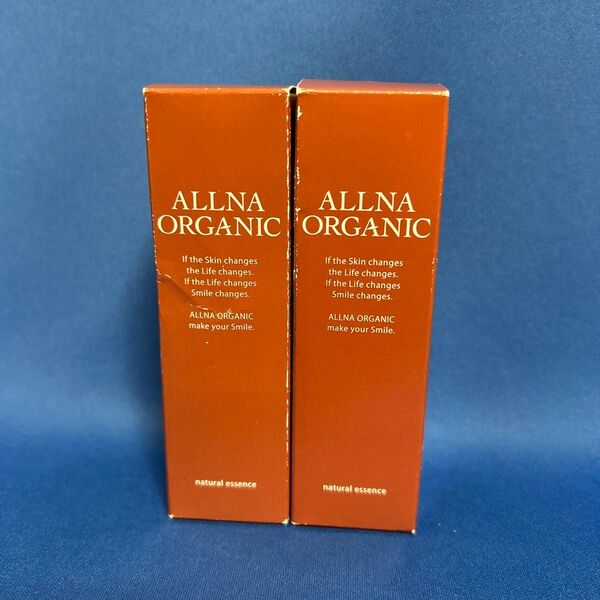 ALLNA
ORGANIC
If the Skin changes
the Life changes.
If the Life changes
Smile changes.
ALLNA ORGANIC
make your Smile.
natural essence
ALLNA
ORGANIC
If the Skin changes
the Life changes.
If the Life changes
Smile changes.
ALLNA ORGANIC
make your Smile.
natural essence